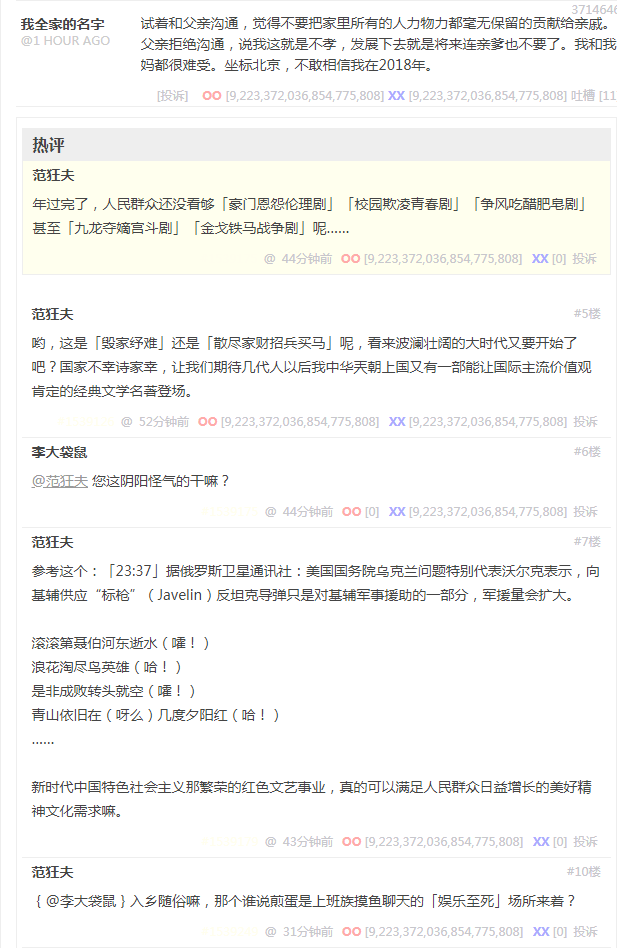 3714646
我全家的名字
@1 HOUR AGO
试着和父亲沟通，觉得不要把家里所有的人力物力都毫无保留的贡献给亲戚。
父亲拒绝沟通，说我这就是不孝，发展下去就是将来连亲爹也不要了。我和我
妈都很难受。坐标北京，不敢相信我在2018年。
[投诉] OO [9,223,372,036,854,775,808] XX [9,223,372,036,854,775,808] 吐槽 [11
热评
范狂夫
年过完了，人民群众还没看够「豪门恩怨伦理剧」「校园欺凌青春剧」「争风吃醋肥皂剧」
甚至「九龙夺嫡宫斗剧」「金戈铁马战争剧」呢……
@ 44分钟前 OO [9,223,372,036,854,775,808] XX [0] 投诉
范狂夫 #5楼
哟，这是「毁家纾难」还是「散尽家财招兵买马」呢，看来波澜壮阔的大时代又要开始了
吧？国家不幸诗家幸，让我们期待几代人以后我中华天朝上国又有一部能让国际主流价值观
肯定的经典文学名著登场。
@ 52分钟前 OO [9,223,372,036,854,775,808] XX [9,223,372,036,854,775,808] 投诉
李大袋鼠 #6楼
@范狂夫 您这阴阳怪气的干嘛？
@ 44分钟前 OO [0] XX [9,223,372,036,854,775,808] 投诉
范狂夫 #7楼
参考这个：「23:37」据俄罗斯卫星通讯社：美国国务院乌克兰问题特别代表沃尔克表示，向
基辅供应“标枪”（Javelin）反坦克导弹只是对基辅军事援助的一部分，军援量会扩大。
滚滚第聂伯河东逝水（嚯！）
浪花淘尽鸟英雄（哈！）
是非成败转头就空（嚯！）
青山依旧在（呀么）几度夕阳红（哈！）
……
新时代中国特色社会主义那繁荣的红色文艺事业，真的可以满足人民群众日益增长的美好精
神文化需求嘛。
@ 43分钟前 OO [9,223,372,036,854,775,808] XX [0] 投诉
范狂夫 #10楼
｛ @李大袋鼠 ｝入乡随俗嘛，那个谁说煎蛋是上班族摸鱼聊天的「娱乐至死」场所来着？
@ 31分钟前 OO [9,223,372,036,854,775,808] XX [0] 投诉